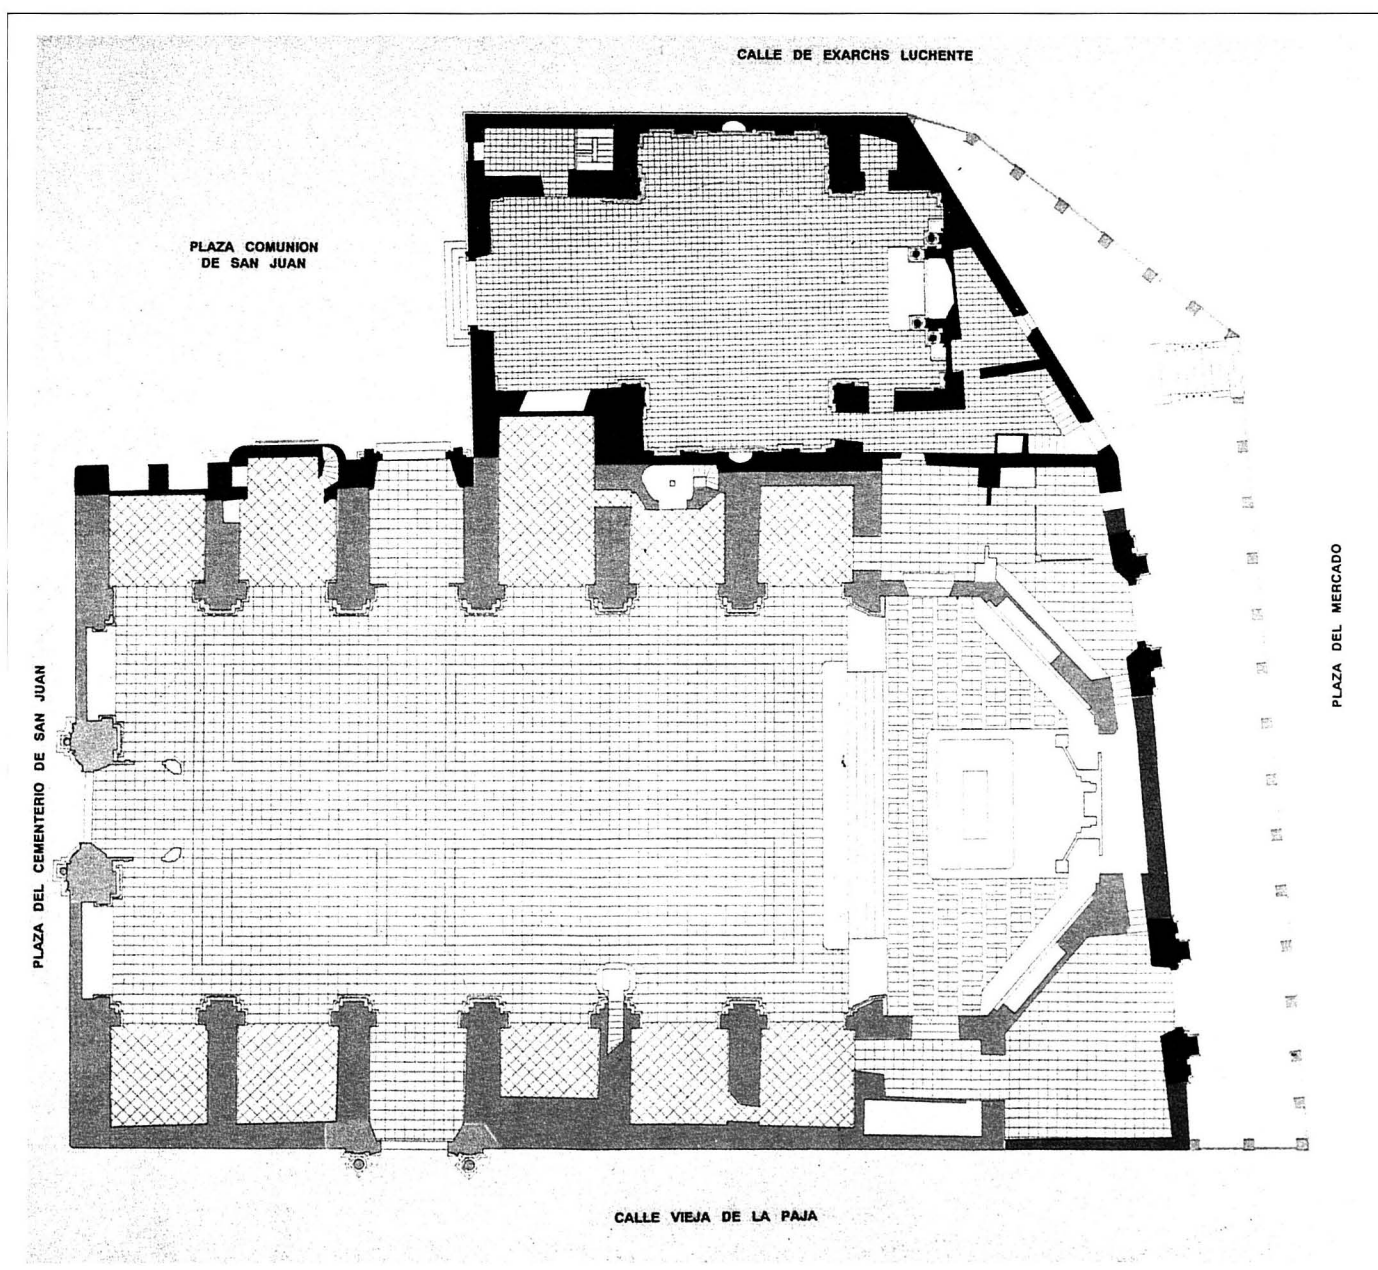 CALLE DE EXARCHS LUCHENTE
PLAZA COMUNION
DE SAN JUAN
PLAZA DEL MERCADO
PLAZA DEL CEMENTERIO DE SAN JUAN
CALLE VIEJA DE LA PAJA